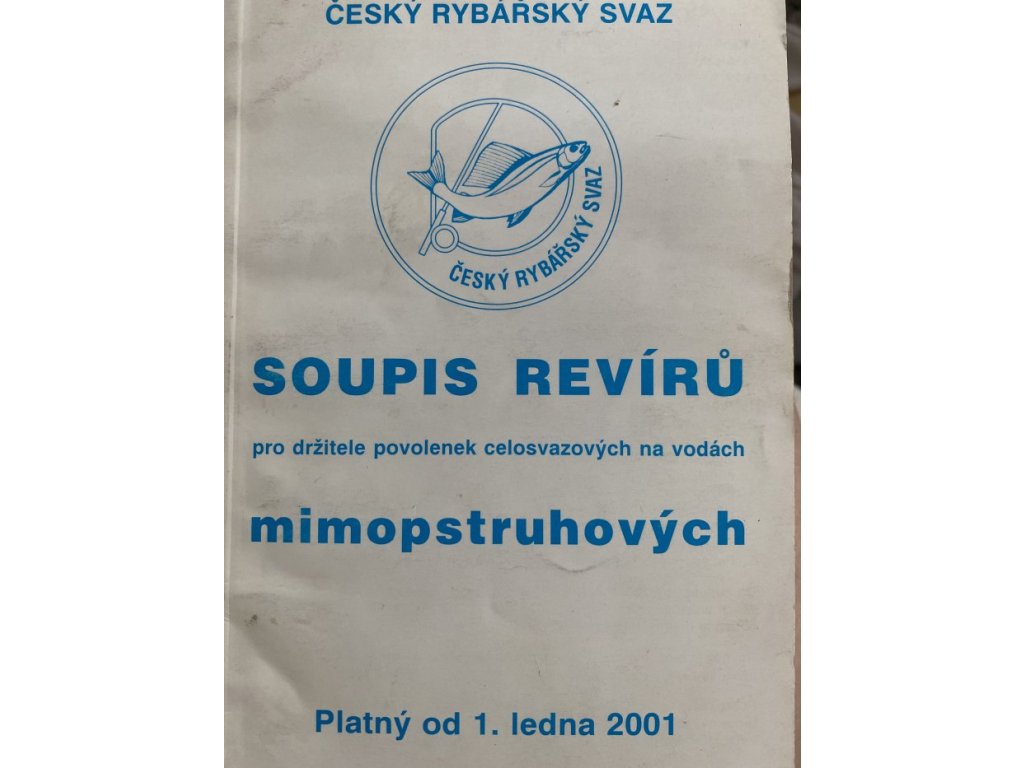 ČESKÝ RYBÁŘSKÝ SVAZ
ČESKÝ RYBÁŘSKÝ SVAZ
SOUPIS REVÍRŮ
pro držitele povolenek celosvazových na vodách
mimopstruhových
Platný od 1. ledna 2001